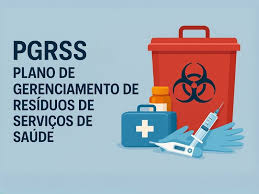 PGRSS
PLANO DE
GERENCIAMENTO DE
RESÍDUOS DE
SERVIÇOS DE
SAÚDE